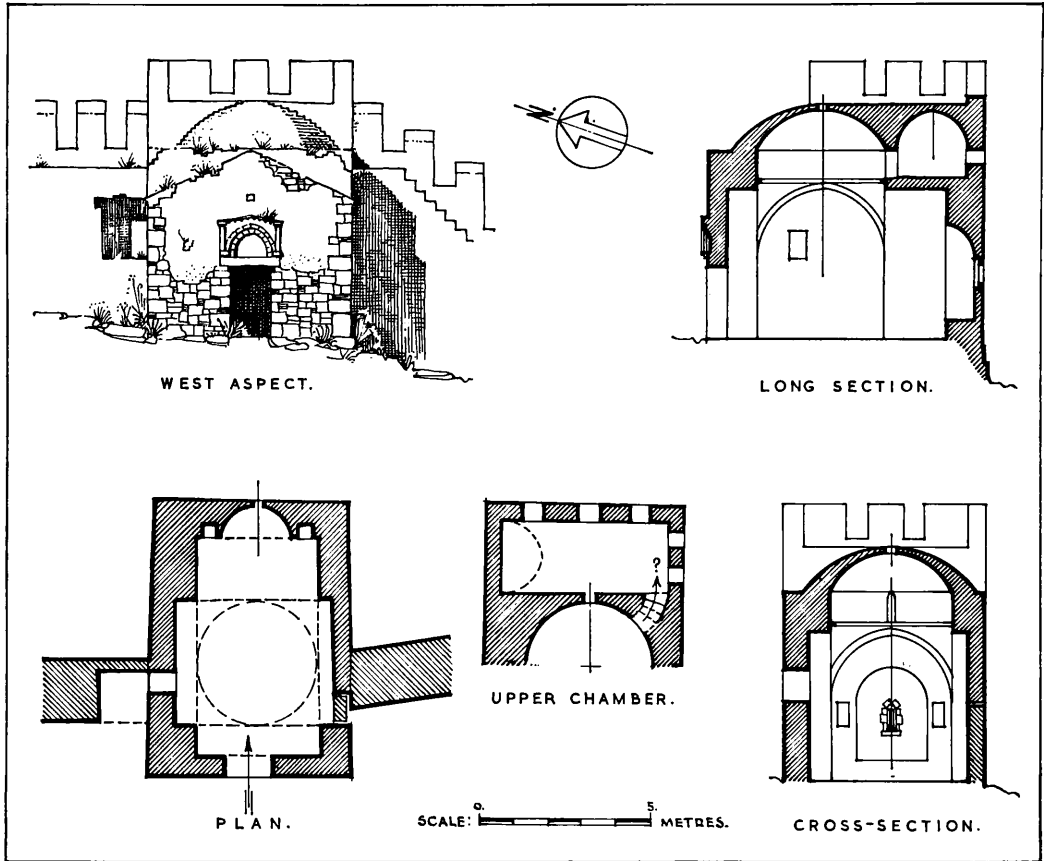 WEST ASPECT.
N.
LONG SECTION.
PLAN.
?
UPPER CHAMBER.
0. 5.
SCALE: METRES.
CROSS-SECTION.